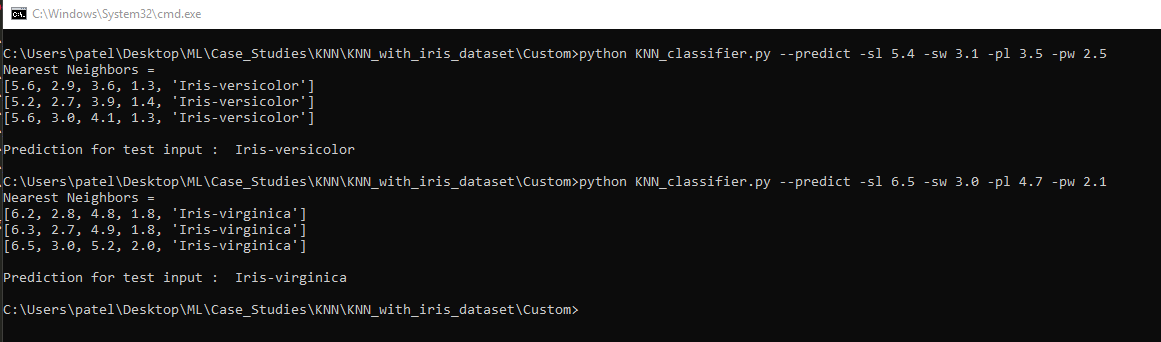 C:\Windows\System32\cmd.exe
C:\Users\patel\Desktop\ML\Case_Studies\KNN\KNN_with_iris_dataset\Custom>python KNN_classifier.py --predict -sl 5.4 -sw 3.1 -pl 3.5 -pw 2.5
Nearest Neighbors =
[5.6, 2.9, 3.6, 1.3, 'Iris-versicolor']
[5.2, 2.7, 3.9, 1.4, 'Iris-versicolor']
[5.6, 3.0, 4.1, 1.3, 'Iris-versicolor']
Prediction for test input :  Iris-versicolor
C:\Users\patel\Desktop\ML\Case_Studies\KNN\KNN_with_iris_dataset\Custom>python KNN_classifier.py --predict -sl 6.5 -sw 3.0 -pl 4.7 -pw 2.1
Nearest Neighbors =
[6.2, 2.8, 4.8, 1.8, 'Iris-virginica']
[6.3, 2.7, 4.9, 1.8, 'Iris-virginica']
[6.5, 3.0, 5.2, 2.0, 'Iris-virginica']
Prediction for test input :  Iris-virginica
C:\Users\patel\Desktop\ML\Case_Studies\KNN\KNN_with_iris_dataset\Custom>